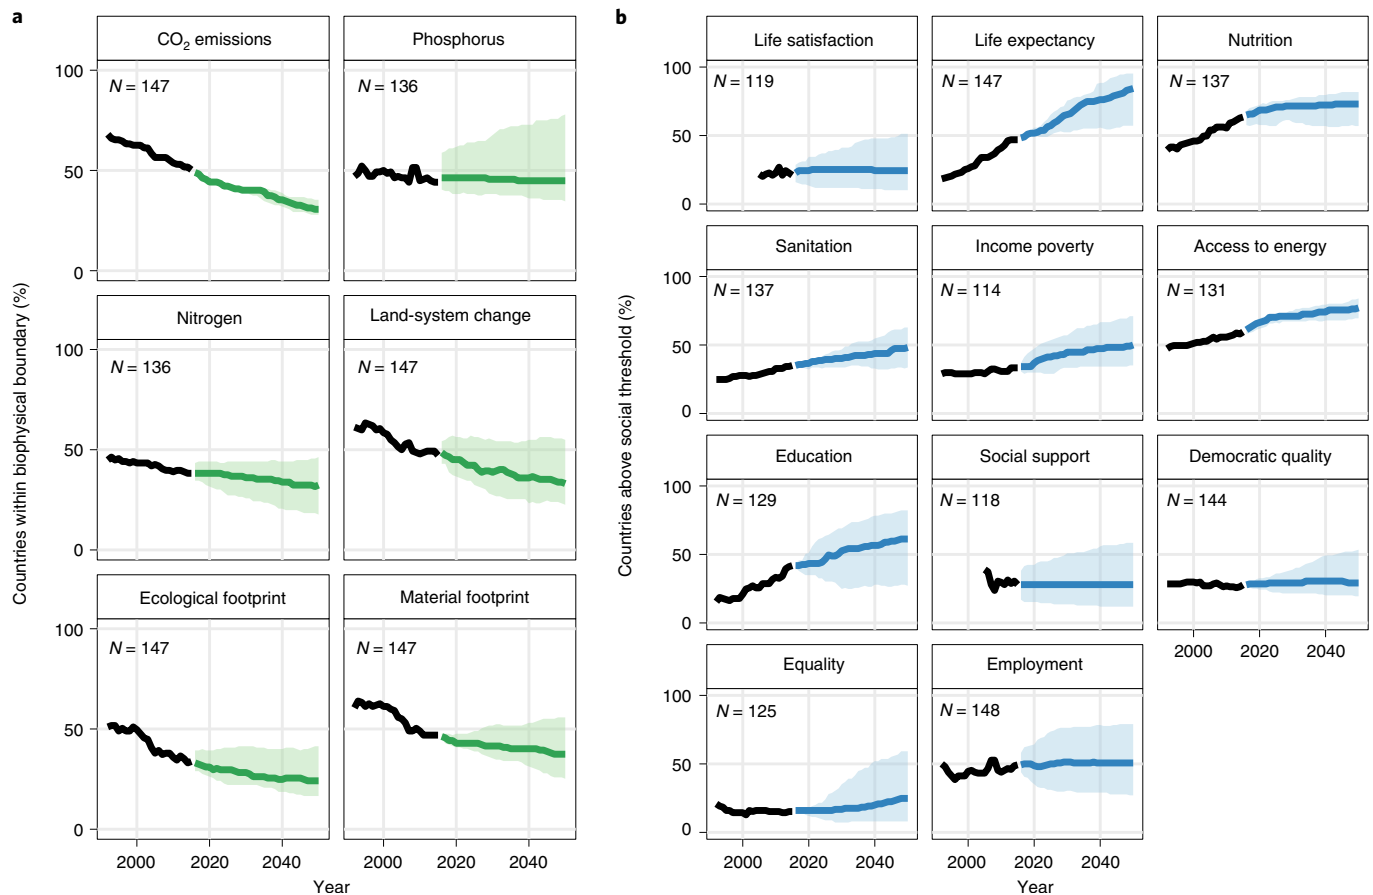 a
CO2 emissions
Phosphorus
N = 147
N = 136
100
50
0
Nitrogen
Land-system change
N = 136
N = 147
100
50
0
Ecological footprint
Material footprint
N = 147
N = 147
100
50
0
2000 2020 2040
2000 2020 2040
Year
Countries within biophysical boundary (%)
b
Life satisfaction
Life expectancy
Nutrition
N = 119
N = 147
N = 137
100
50
0
Sanitation
Income poverty
Access to energy
N = 137
N = 114
N = 131
100
50
0
Education
Social support
Democratic quality
N = 129
N = 118
N = 144
100
50
0
2000 2020 2040
Equality
Employment
N = 125
N = 148
100
50
0
2000 2020 2040
2000 2020 2040
Year
Countries above social threshold (%)